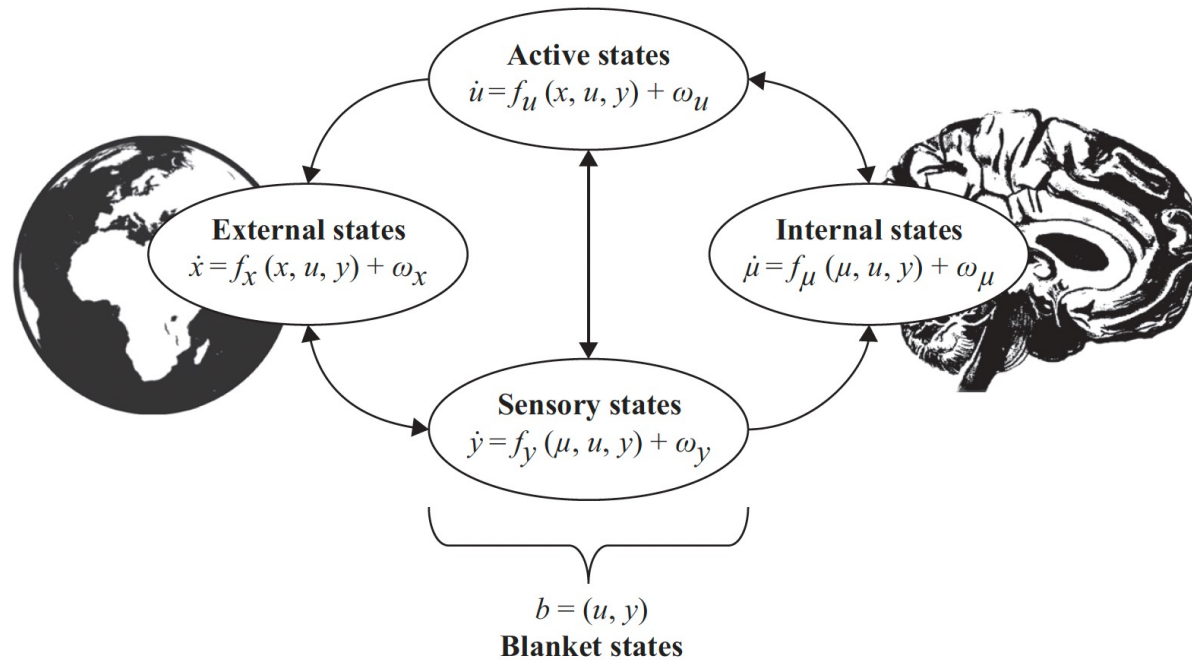 Active states
u̇ = f_u (x, u, y) + ω_u
External states
ẋ = f_x (x, u, y) + ω_x
Internal states
μ̇ = f_μ (μ, u, y) + ω_μ
Sensory states
ẏ = f_y (μ, u, y) + ω_y
b = (u, y)
Blanket states